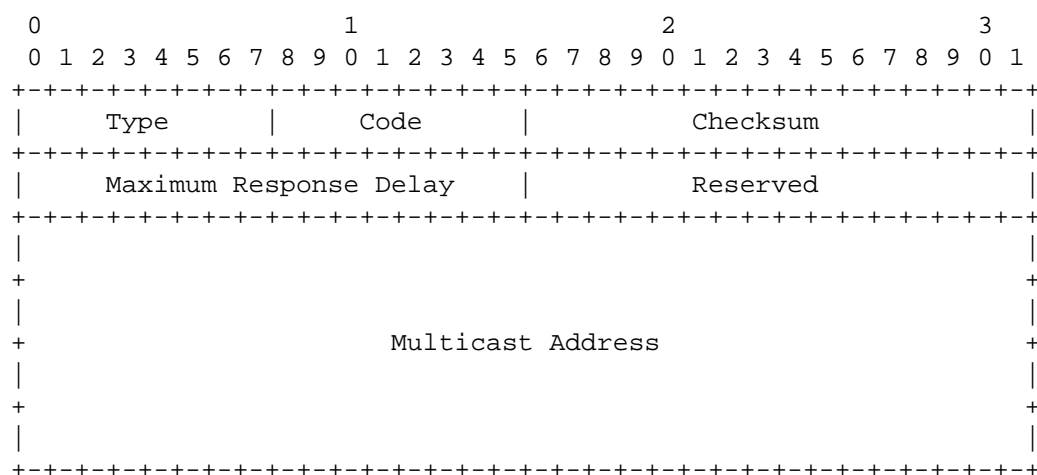 0                   1                   2                   3
 0 1 2 3 4 5 6 7 8 9 0 1 2 3 4 5 6 7 8 9 0 1 2 3 4 5 6 7 8 9 0 1
+-+-+-+-+-+-+-+-+-+-+-+-+-+-+-+-+-+-+-+-+-+-+-+-+-+-+-+-+-+-+-+-+
|     Type      |     Code      |          Checksum             |
+-+-+-+-+-+-+-+-+-+-+-+-+-+-+-+-+-+-+-+-+-+-+-+-+-+-+-+-+-+-+-+-+
|     Maximum Response Delay    |          Reserved             |
+-+-+-+-+-+-+-+-+-+-+-+-+-+-+-+-+-+-+-+-+-+-+-+-+-+-+-+-+-+-+-+-+
|                                                               |
+                                                               +
|                                                               |
+                       Multicast Address                       +
|                                                               |
+                                                               +
|                                                               |
+-+-+-+-+-+-+-+-+-+-+-+-+-+-+-+-+-+-+-+-+-+-+-+-+-+-+-+-+-+-+-+-+